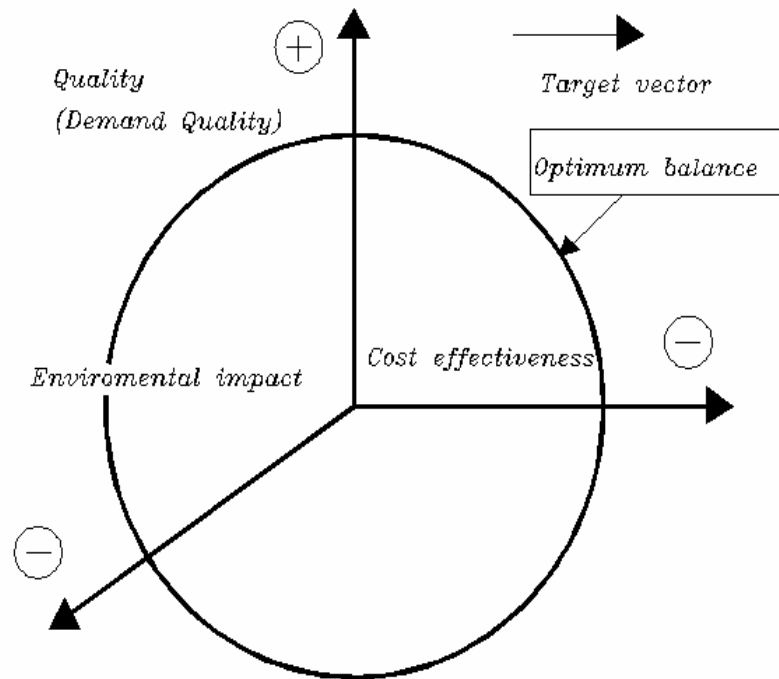 Quality
(Demand Quality)
+
Target vector
Optimum balance
−
Cost effectiveness
Enviromental impact
−